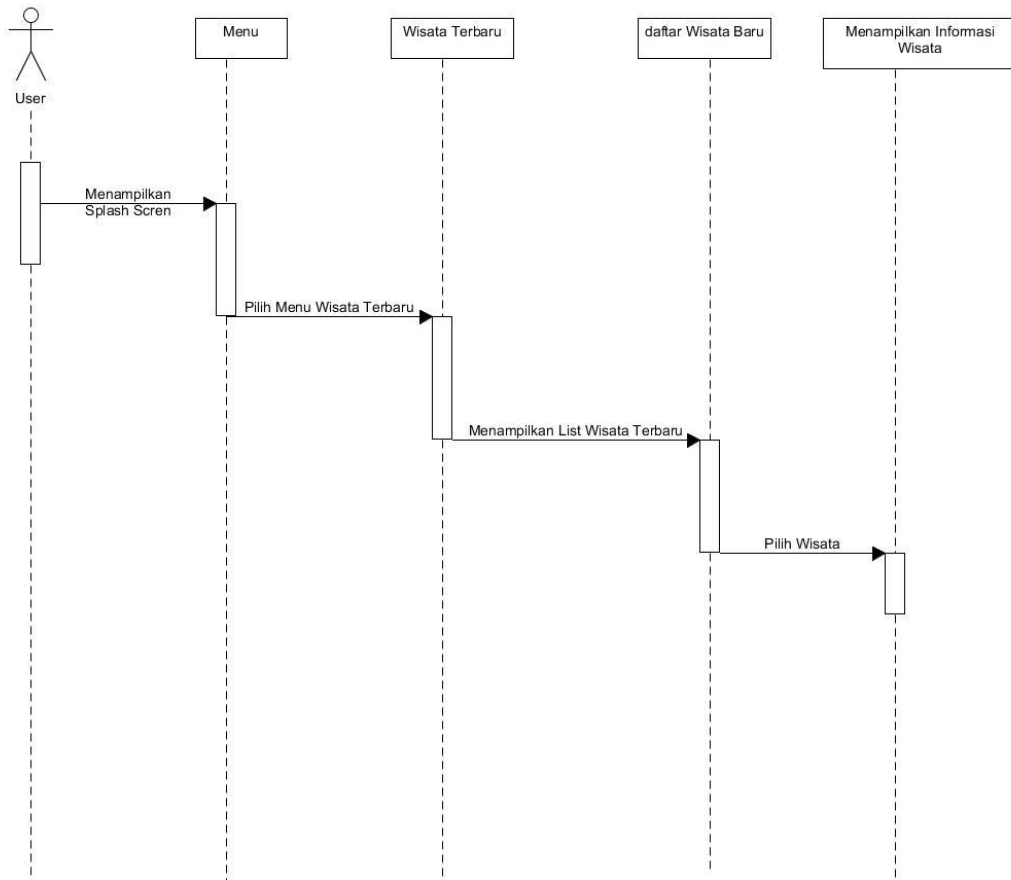 Menu
Wisata Terbaru
daftar Wisata Baru
Menampilkan Informasi
Wisata
User
Menampilkan
Splash Scren
Pilih Menu Wisata Terbaru
Menampilkan List Wisata Terbaru
Pilih Wisata